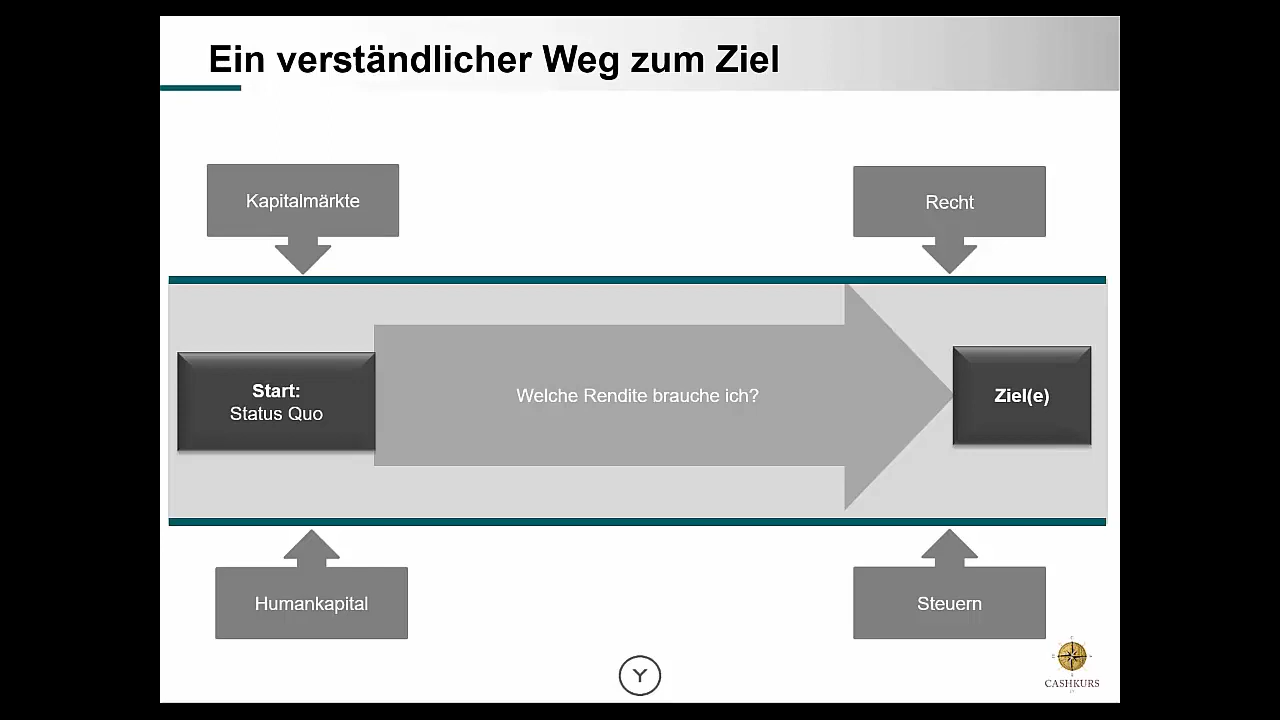 Ein verständlicher Weg zum Ziel
Kapitalmärkte
Recht
Start:
Status Quo
Welche Rendite brauche ich?
Ziel(e)
Humankapital
Steuern
Y
CASHKURS